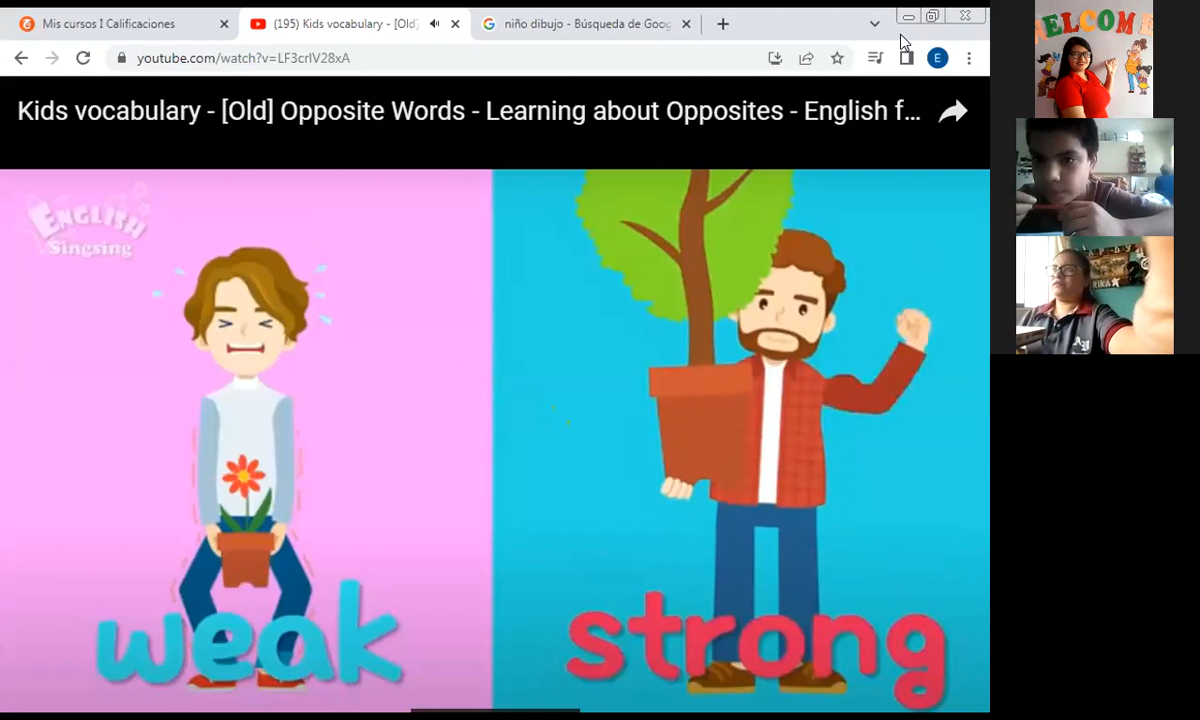 Mis cursos I Calificaciones
(195) Kids vocabulary - [Old]
niño dibujo - Búsqueda de Goog
youtube.com/watch?v=LF3crIV28xA
E
Kids vocabulary - [Old] Opposite Words - Learning about Opposites - English f...
ENGLISH
Singsing
weak
strong
WELCOME